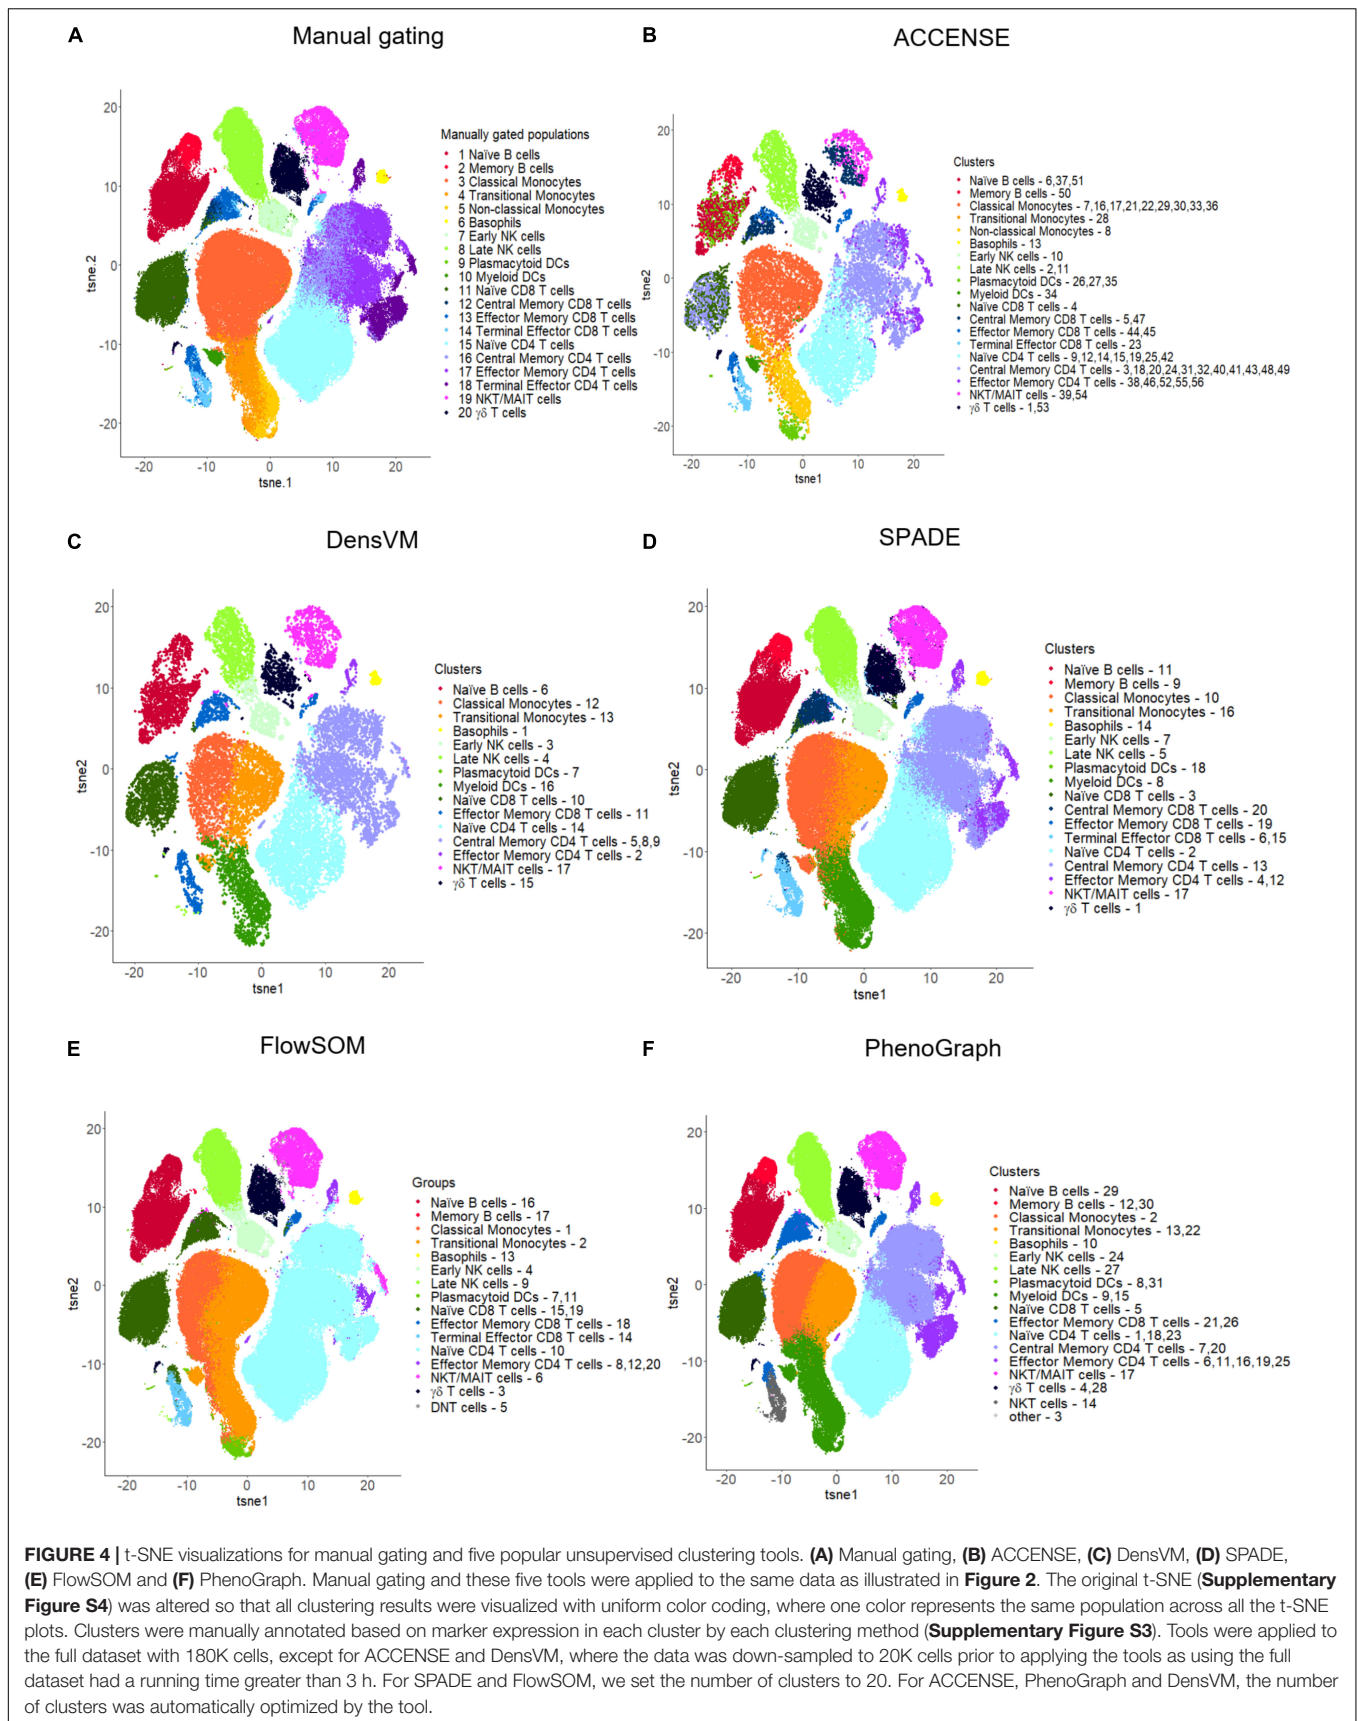 A
Manual gating
20
10
0
-10
-20
tsne.2
-20 -10 0 10 20
tsne.1
Manually gated populations
1 Naïve B cells
2 Memory B cells
3 Classical Monocytes
4 Transitional Monocytes
5 Non-classical Monocytes
6 Basophils
7 Early NK cells
8 Late NK cells
9 Plasmacytoid DCs
10 Myeloid DCs
11 Naïve CD8 T cells
12 Central Memory CD8 T cells
13 Effector Memory CD8 T cells
14 Terminal Effector CD8 T cells
15 Naïve CD4 T cells
16 Central Memory CD4 T cells
17 Effector Memory CD4 T cells
18 Terminal Effector CD4 T cells
19 NKT/MAIT cells
20 γδ T cells
B
ACCENSE
20
10
0
-10
-20
tsne2
-20 -10 0 10 20
tsne1
Clusters
Naïve B cells - 6,37,51
Memory B cells - 50
Classical Monocytes - 7,16,17,21,22,29,30,33,36
Transitional Monocytes - 28
Non-classical Monocytes - 8
Basophils - 13
Early NK cells - 10
Late NK cells - 2,11
Plasmacytoid DCs - 26,27,35
Myeloid DCs - 34
Naïve CD8 T cells - 4
Central Memory CD8 T cells - 5,47
Effector Memory CD8 T cells - 44,45
Terminal Effector CD8 T cells - 23
Naïve CD4 T cells - 9,12,14,15,19,25,42
Central Memory CD4 T cells - 3,18,20,24,31,32,40,41,43,48,49
Effector Memory CD4 T cells - 38,46,52,55,56
NKT/MAIT cells - 39,54
γδ T cells - 1,53
C
DensVM
20
10
0
-10
-20
tsne2
-20 -10 0 10 20
tsne1
Clusters
Naïve B cells - 6
Classical Monocytes - 12
Transitional Monocytes - 13
Basophils - 1
Early NK cells - 3
Late NK cells - 4
Plasmacytoid DCs - 7
Myeloid DCs - 16
Naïve CD8 T cells - 10
Effector Memory CD8 T cells - 11
Naïve CD4 T cells - 14
Central Memory CD4 T cells - 5,8,9
Effector Memory CD4 T cells - 2
NKT/MAIT cells - 17
γδ T cells - 15
D
SPADE
20
10
0
-10
-20
tsne2
-20 -10 0 10 20
tsne1
Clusters
Naïve B cells - 11
Memory B cells - 9
Classical Monocytes - 10
Transitional Monocytes - 16
Basophils - 14
Early NK cells - 7
Late NK cells - 5
Plasmacytoid DCs - 18
Myeloid DCs - 8
Naïve CD8 T cells - 3
Central Memory CD8 T cells - 20
Effector Memory CD8 T cells - 19
Terminal Effector CD8 T cells - 6,15
Naïve CD4 T cells - 2
Central Memory CD4 T cells - 13
Effector Memory CD4 T cells - 4,12
NKT/MAIT cells - 17
γδ T cells - 1
E
FlowSOM
20
10
0
-10
-20
tsne2
-20 -10 0 10 20
tsne1
Groups
Naïve B cells - 16
Memory B cells - 17
Classical Monocytes - 1
Transitional Monocytes - 2
Basophils - 13
Early NK cells - 4
Late NK cells - 9
Plasmacytoid DCs - 7,11
Naïve CD8 T cells - 15,19
Effector Memory CD8 T cells - 18
Terminal Effector CD8 T cells - 14
Naïve CD4 T cells - 10
Effector Memory CD4 T cells - 8,12,20
NKT/MAIT cells - 6
γδ T cells - 3
DNT cells - 5
F
PhenoGraph
20
10
0
-10
-20
tsne2
-20 -10 0 10 20
tsne1
Clusters
Naïve B cells - 29
Memory B cells - 12,30
Classical Monocytes - 2
Transitional Monocytes - 13,22
Basophils - 10
Early NK cells - 24
Late NK cells - 27
Plasmacytoid DCs - 8,31
Myeloid DCs - 9,15
Naïve CD8 T cells - 5
Effector Memory CD8 T cells - 21,26
Naïve CD4 T cells - 1,18,23
Central Memory CD4 T cells - 7,20
Effector Memory CD4 T cells - 6,11,16,19,25
NKT/MAIT cells - 17
γδ T cells - 4,28
NKT cells - 14
other - 3
FIGURE 4 | t-SNE visualizations for manual gating and five popular unsupervised clustering tools. (A) Manual gating, (B) ACCENSE, (C) DensVM, (D) SPADE,
(E) FlowSOM and (F) PhenoGraph. Manual gating and these five tools were applied to the same data as illustrated in Figure 2. The original t-SNE (Supplementary
Figure S4) was altered so that all clustering results were visualized with uniform color coding, where one color represents the same population across all the t-SNE
plots. Clusters were manually annotated based on marker expression in each cluster by each clustering method (Supplementary Figure S3). Tools were applied to
the full dataset with 180K cells, except for ACCENSE and DensVM, where the data was down-sampled to 20K cells prior to applying the tools as using the full
dataset had a running time greater than 3 h. For SPADE and FlowSOM, we set the number of clusters to 20. For ACCENSE, PhenoGraph and DensVM, the number
of clusters was automatically optimized by the tool.